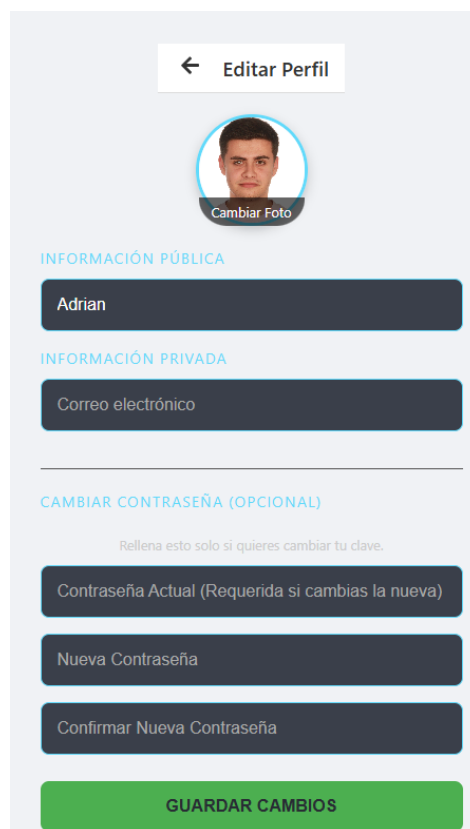 Editar Perfil
Cambiar Foto
INFORMACIÓN PÚBLICA
Adrian
INFORMACIÓN PRIVADA
Correo electrónico
CAMBIAR CONTRASEÑA (OPCIONAL)
Rellena esto solo si quieres cambiar tu clave.
Contraseña Actual (Requerida si cambias la nueva)
Nueva Contraseña
Confirmar Nueva Contraseña
GUARDAR CAMBIOS